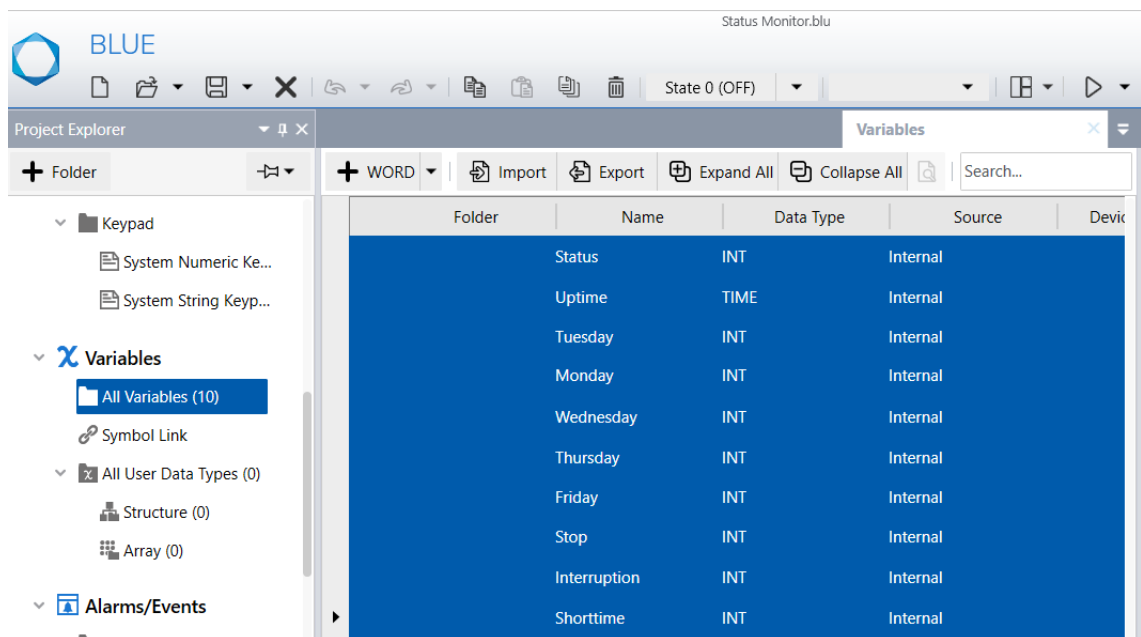 Status Monitor.blu
BLUE
State 0 (OFF)
Project Explorer
Variables
Folder
WORD Import Export Expand All Collapse All Search...
Folder Name Data Type Source Devic
Keypad
System Numeric Ke...
System String Keyp...
Variables
All Variables (10)
Symbol Link
All User Data Types (0)
Structure (0)
Array (0)
Alarms/Events
Status INT Internal
Uptime TIME Internal
Tuesday INT Internal
Monday INT Internal
Wednesday INT Internal
Thursday INT Internal
Friday INT Internal
Stop INT Internal
Interruption INT Internal
Shorttime INT Internal